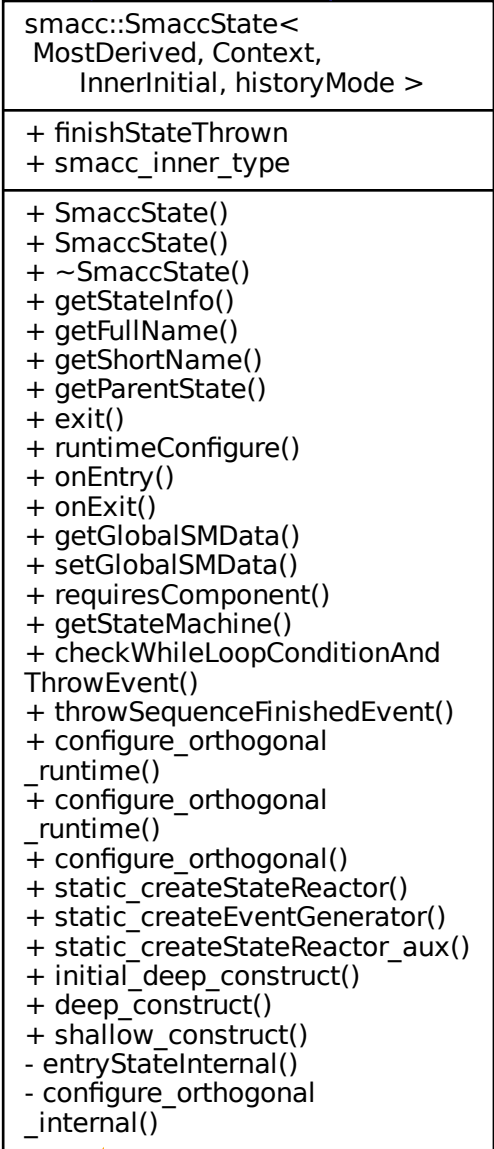 smacc::SmaccState<
MostDerived, Context,
InnerInitial, historyMode >
+ finishStateThrown
+ smacc_inner_type
+ SmaccState()
+ SmaccState()
+ ~SmaccState()
+ getStateInfo()
+ getFullName()
+ getShortName()
+ getParentState()
+ exit()
+ runtimeConfigure()
+ onEntry()
+ onExit()
+ getGlobalSMData()
+ setGlobalSMData()
+ requiresComponent()
+ getStateMachine()
+ checkWhileLoopConditionAnd
ThrowEvent()
+ throwSequenceFinishedEvent()
+ configure_orthogonal
_runtime()
+ configure_orthogonal
_runtime()
+ configure_orthogonal()
+ static_createStateReactor()
+ static_createEventGenerator()
+ static_createStateReactor_aux()
+ initial_deep_construct()
+ deep_construct()
+ shallow_construct()
- entryStateInternal()
- configure_orthogonal
_internal()